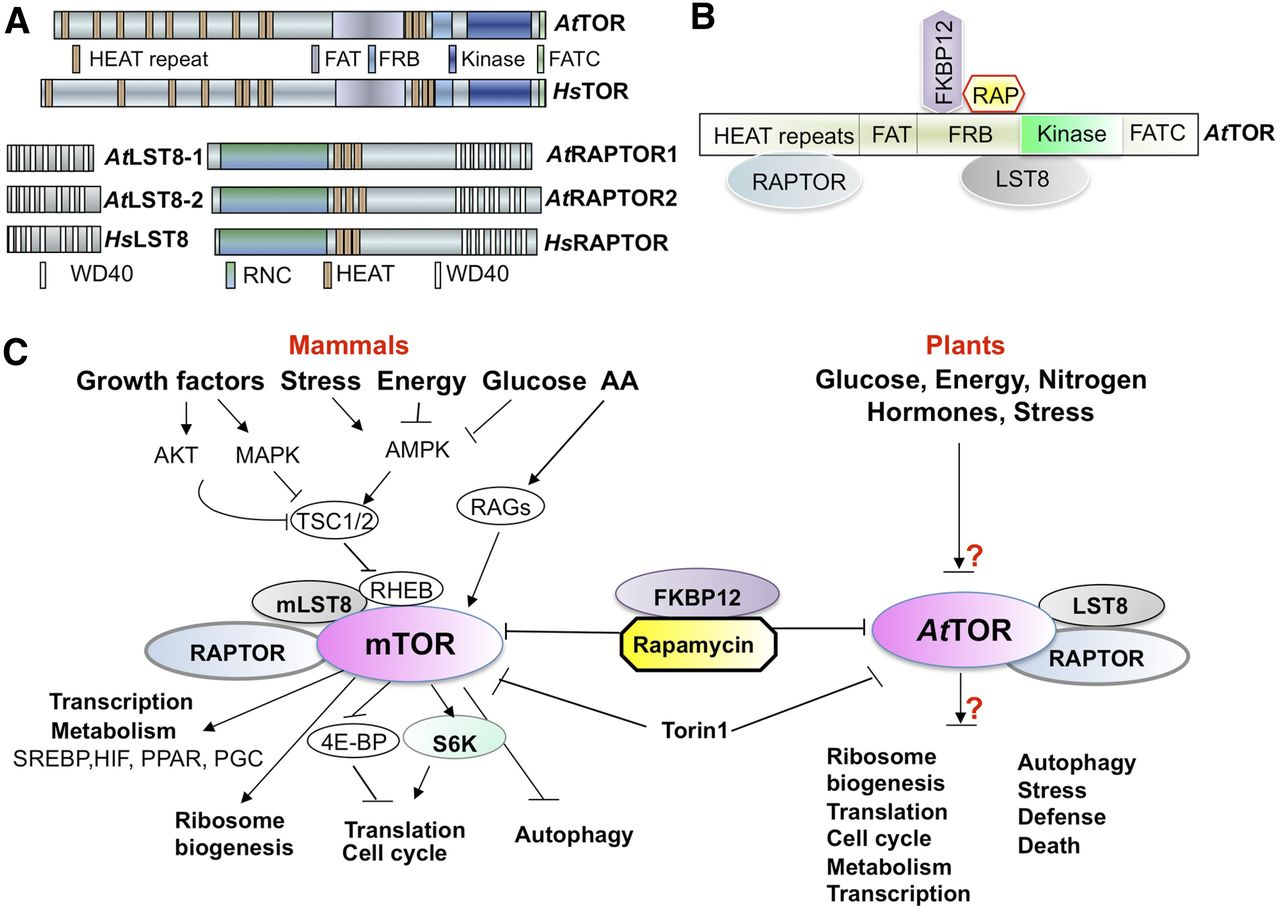 A
AtTOR
HEAT repeat FAT FRB Kinase FATC
HsTOR
AtLST8-1
AtLST8-2
HsLST8
WD40
AtRAPTOR1
AtRAPTOR2
HsRAPTOR
RNC HEAT WD40
B
FKBP12
RAP
HEAT repeats FAT FRB Kinase FATC AtTOR
RAPTOR LST8
C
Mammals
Growth factors Stress Energy Glucose AA
AKT MAPK AMPK
RAGs
TSC1/2
RHEB
mLST8
RAPTOR
mTOR
Transcription
Metabolism
SREBP,HIF, PPAR, PGC
4E-BP S6K
Ribosome
biogenesis
Translation
Cell cycle
Autophagy
FKBP12
Rapamycin
Torin1
Plants
Glucose, Energy, Nitrogen
Hormones, Stress
?
AtTOR
LST8
RAPTOR
?
Ribosome
biogenesis
Translation
Cell cycle
Metabolism
Transcription
Autophagy
Stress
Defense
Death